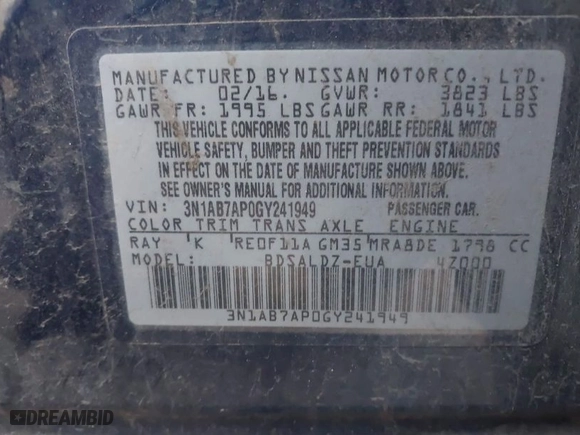 MANUFACTURED BY NISSAN MOTOR CO., LTD.
DATE: 02/16. GVWR: 3823 LBS
GAWR FR: 1995 LBS GAWR RR: 1841 LBS
THIS VEHICLE CONFORMS TO ALL APPLICABLE FEDERAL MOTOR
VEHICLE SAFETY, BUMPER AND THEFT PREVENTION STANDARDS
IN EFFECT ON THE DATE OF MANUFACTURE SHOWN ABOVE.
SEE OWNER'S MANUAL FOR ADDITIONAL INFORMATION.
VIN: 3N1AB7AP0GY241949 PASSENGER CAR.
COLOR TRIM TRANS AXLE ENGINE
RAY K RE0F11A GM35 MRA8DE 1798 CC
MODEL: BDSALDZ-EUA 4Z000
3N1AB7AP0GY241949
DREAMBID